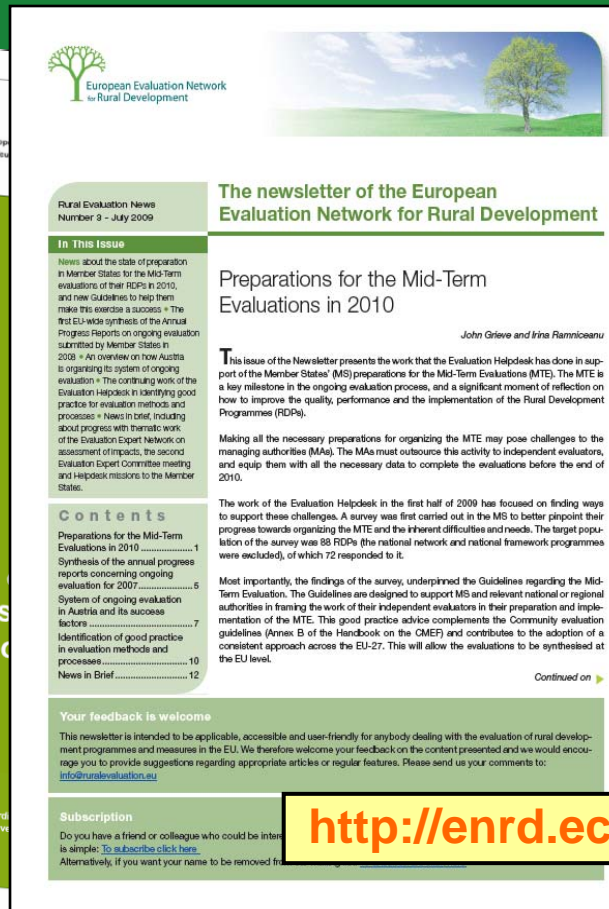 European Evaluation Network
for Rural Development
Rural Evaluation News
Number 3 - July 2009
In This Issue
News about the state of preparation
in Member States for the Mid-Term
evaluations of their RDPs in 2010,
and new Guidelines to help them
make this exercise a success • The
first EU-wide synthesis of the Annual
Progress Reports on ongoing evaluation
submitted by Member States in
2008 • An overview on how Austria
is organising its system of ongoing
evaluation • The continuing work of the
Evaluation Helpdesk in identifying good
practice for evaluation methods and
processes • News in brief, including
about progress with thematic work
of the Evaluation Expert Network on
assessment of impacts, the second
Evaluation Expert Committee meeting
and Helpdesk missions to the Member
States.
Contents
Preparations for the Mid-Term
Evaluations in 2010 ..................... 1
Synthesis of the annual progress
reports concerning ongoing
evaluation for 2007 ......................... 5
System of ongoing evaluation
in Austria and its success
factors ........................................ 7
Identification of good practice
in evaluation methods and
processes ................................ 10
News in Brief ........................... 12
The newsletter of the European
Evaluation Network for Rural Development
Preparations for the Mid-Term
Evaluations in 2010
John Grieve and Irina Ramniceanu
This issue of the Newsletter presents the work that the Evaluation Helpdesk has done in sup-
port of the Member States' (MS) preparations for the Mid-Term Evaluations (MTE). The MTE is
a key milestone in the ongoing evaluation process, and a significant moment of reflection on
how to improve the quality, performance and the implementation of the Rural Development
Programmes (RDPs).
Making all the necessary preparations for organizing the MTE may pose challenges to the
managing authorities (MAs). The MAs must outsource this activity to independent evaluators,
and equip them with all the necessary data to complete the evaluations before the end of
2010.
The work of the Evaluation Helpdesk in the first half of 2009 has focused on finding ways
to support these challenges. A survey was first carried out in the MS to better pinpoint their
progress towards organizing the MTE and the inherent difficulties and needs. The target popu-
lation of the survey was 88 RDPs (the national network and national framework programmes
were excluded), of which 72 responded to it.
Most importantly, the findings of the survey, underpinned the Guidelines regarding the Mid-
Term Evaluation. The Guidelines are designed to support MS and relevant national or regional
authorities in framing the work of their independent evaluators in their preparation and imple-
mentation of the MTE. This good practice advice complements the Community evaluation
guidelines (Annex B of the Handbook on the CMEF) and contributes to the adoption of a
consistent approach across the EU-27. This will allow the evaluations to be synthesised at
the EU level.
Continued on
Your feedback is welcome
This newsletter is intended to be applicable, accessible and user-friendly for anybody dealing with the evaluation of rural develop-
ment programmes and measures in the EU. We therefore welcome your feedback on the content presented and we would encou-
rage you to provide suggestions regarding appropriate articles or regular features. Please send us your comments to:
info@ruralevaluation.eu
Subscription
Do you have a friend or colleague who could be intere
is simple: To subscribe click here
Alternatively, if you want your name to be removed
http://enrd.ec